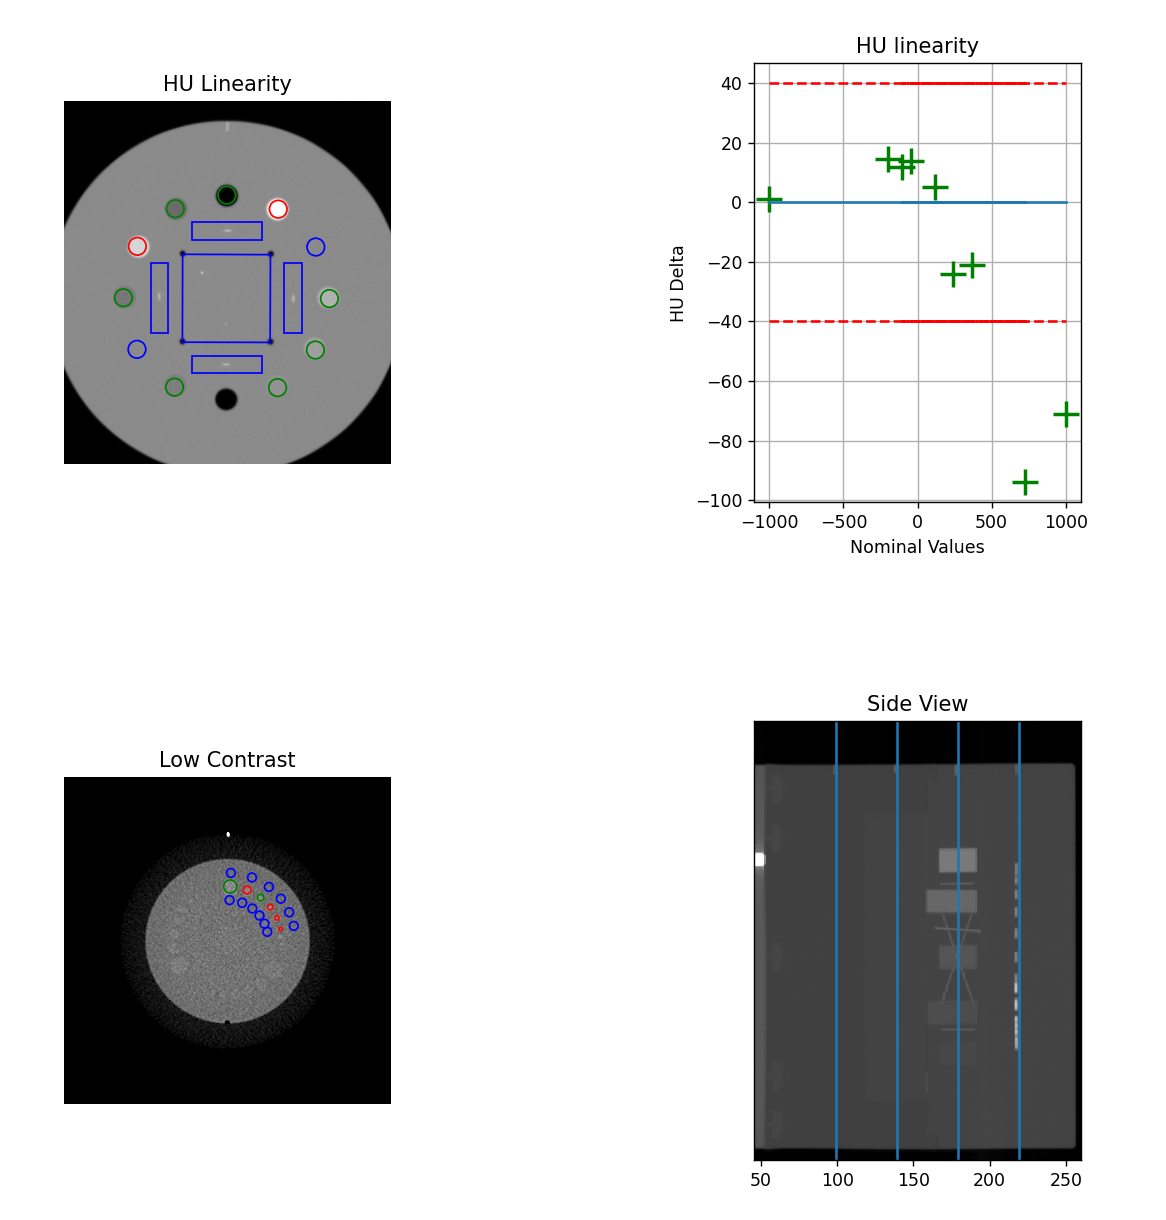 HU Linearity
HU linearity
HU Delta
40
20
0
−20
−40
−60
−80
−100
−1000 −500 0 500 1000
Nominal Values
Low Contrast
Side View
50 100 150 200 250